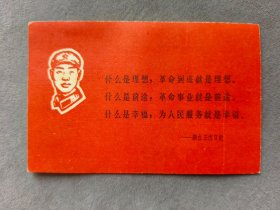 什么是理想，革命到底就是理想。
什么是前途，革命事业就是前途。
什么是幸福，为人民服务就是幸福。